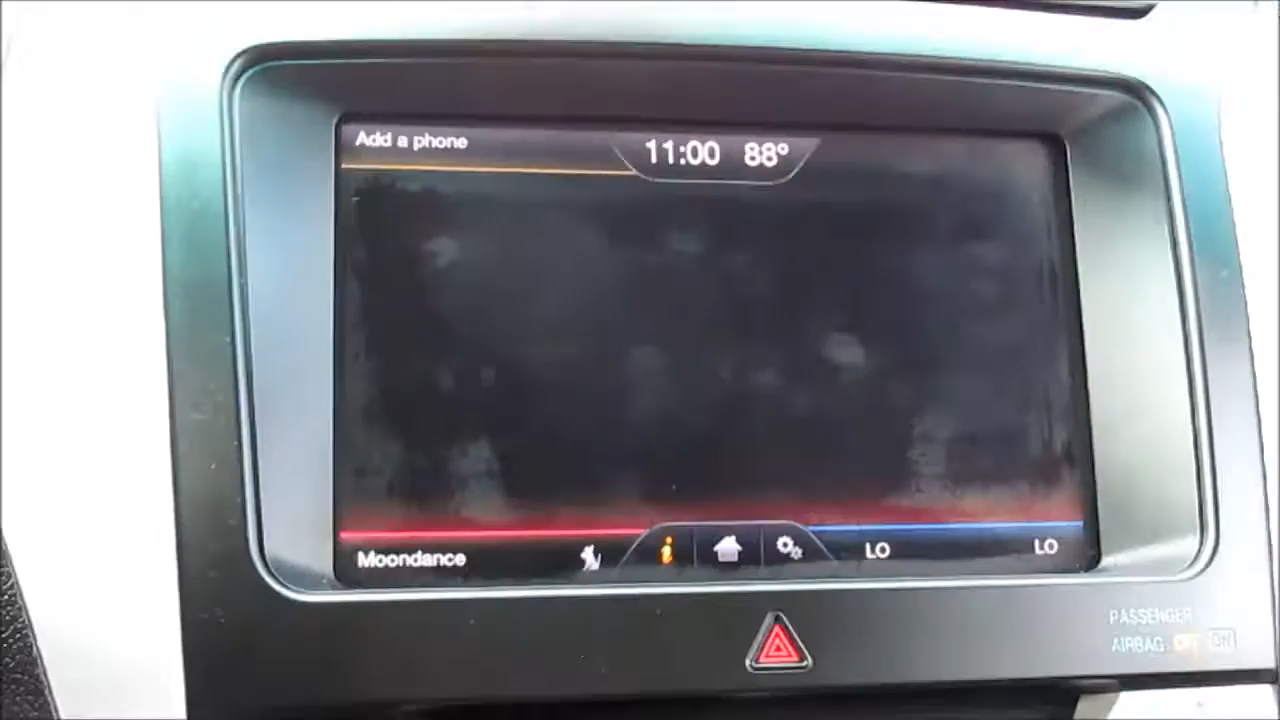 Add a phone
11:00 88°
Moondance
i
LO
LO
PASSENGER
AIRBAG OFF ON